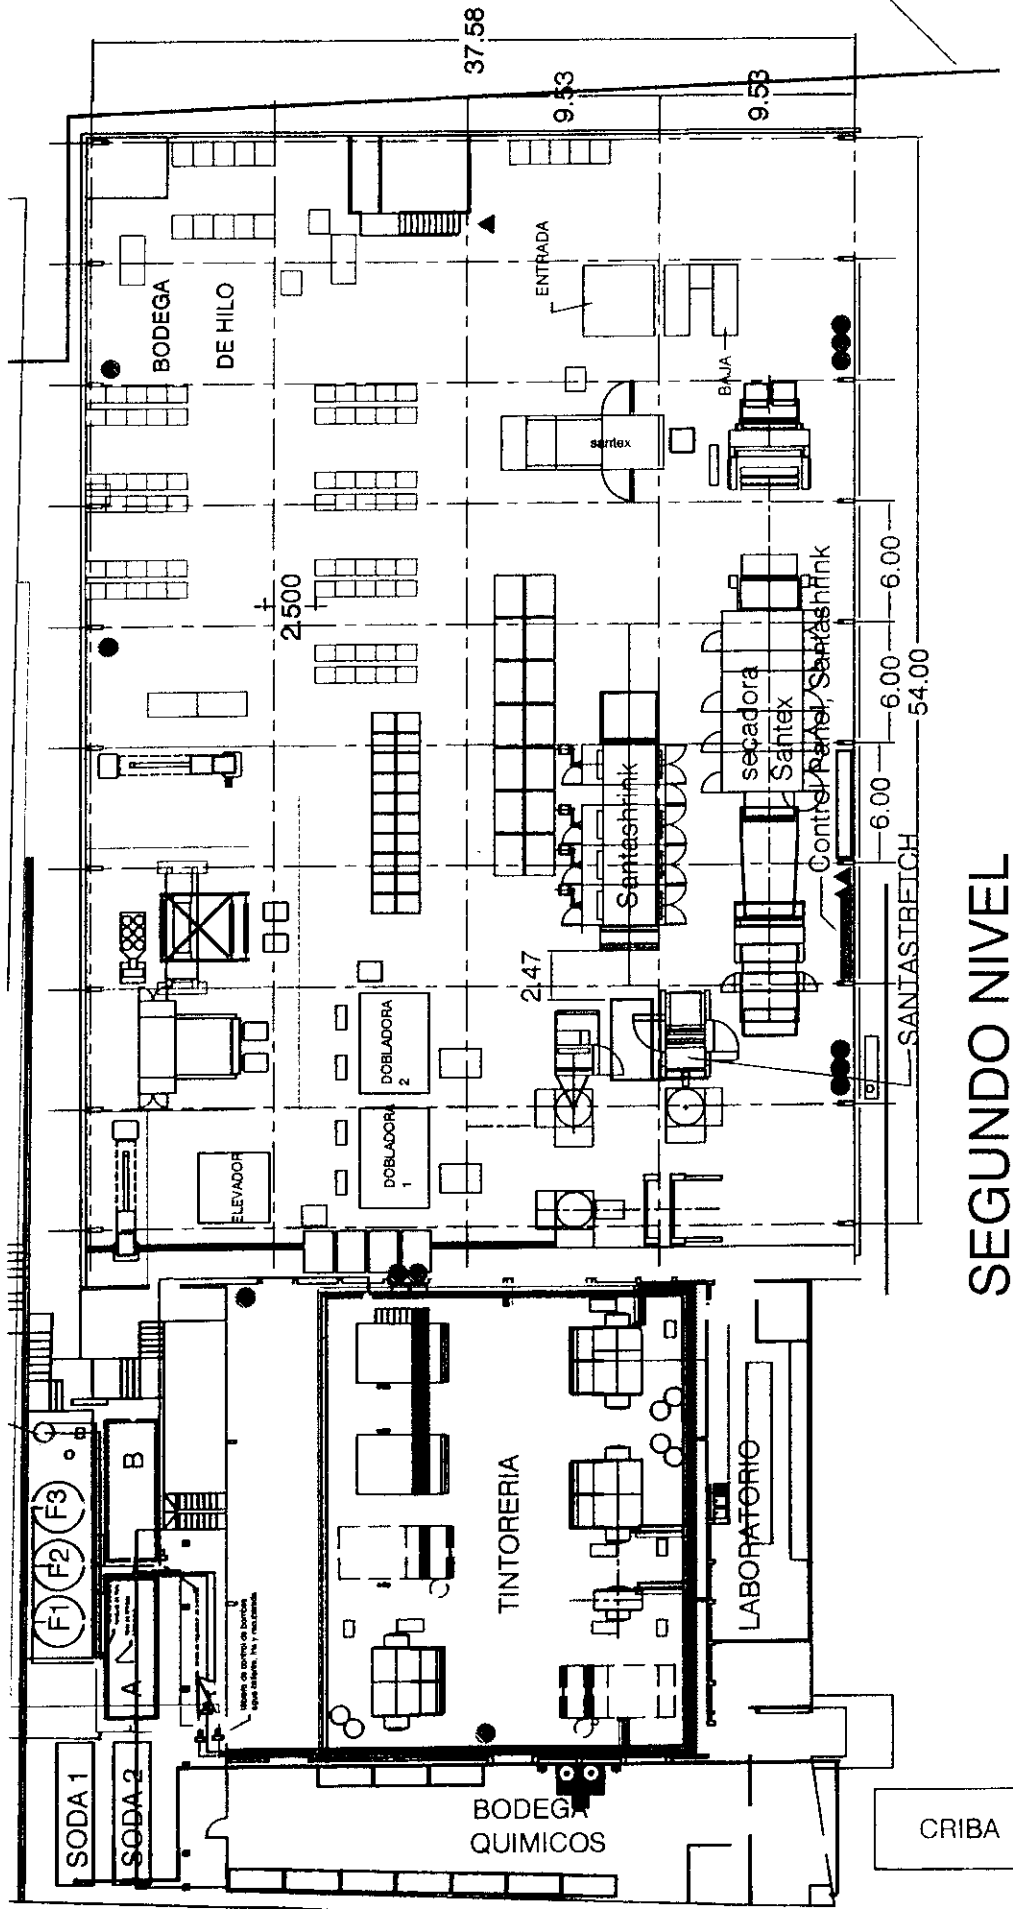 37.58
9.53
9.53
ENTRADA
BODEGA
DE HILO
BAJA
santex
2.500
6.00
6.00
6.00
54.00
secadora
Santex
Control Panel, Santashrink
Santashrink
2.47
SANTASTRETCH
DOBLADORA
2
DOBLADORA
1
ELEVADOR
SEGUNDO NIVEL
B
A
F1
F2
F3
TINTORERIA
LABORATORIO
SODA 1
SODA 2
BODEGA
QUIMICOS
CRIBA